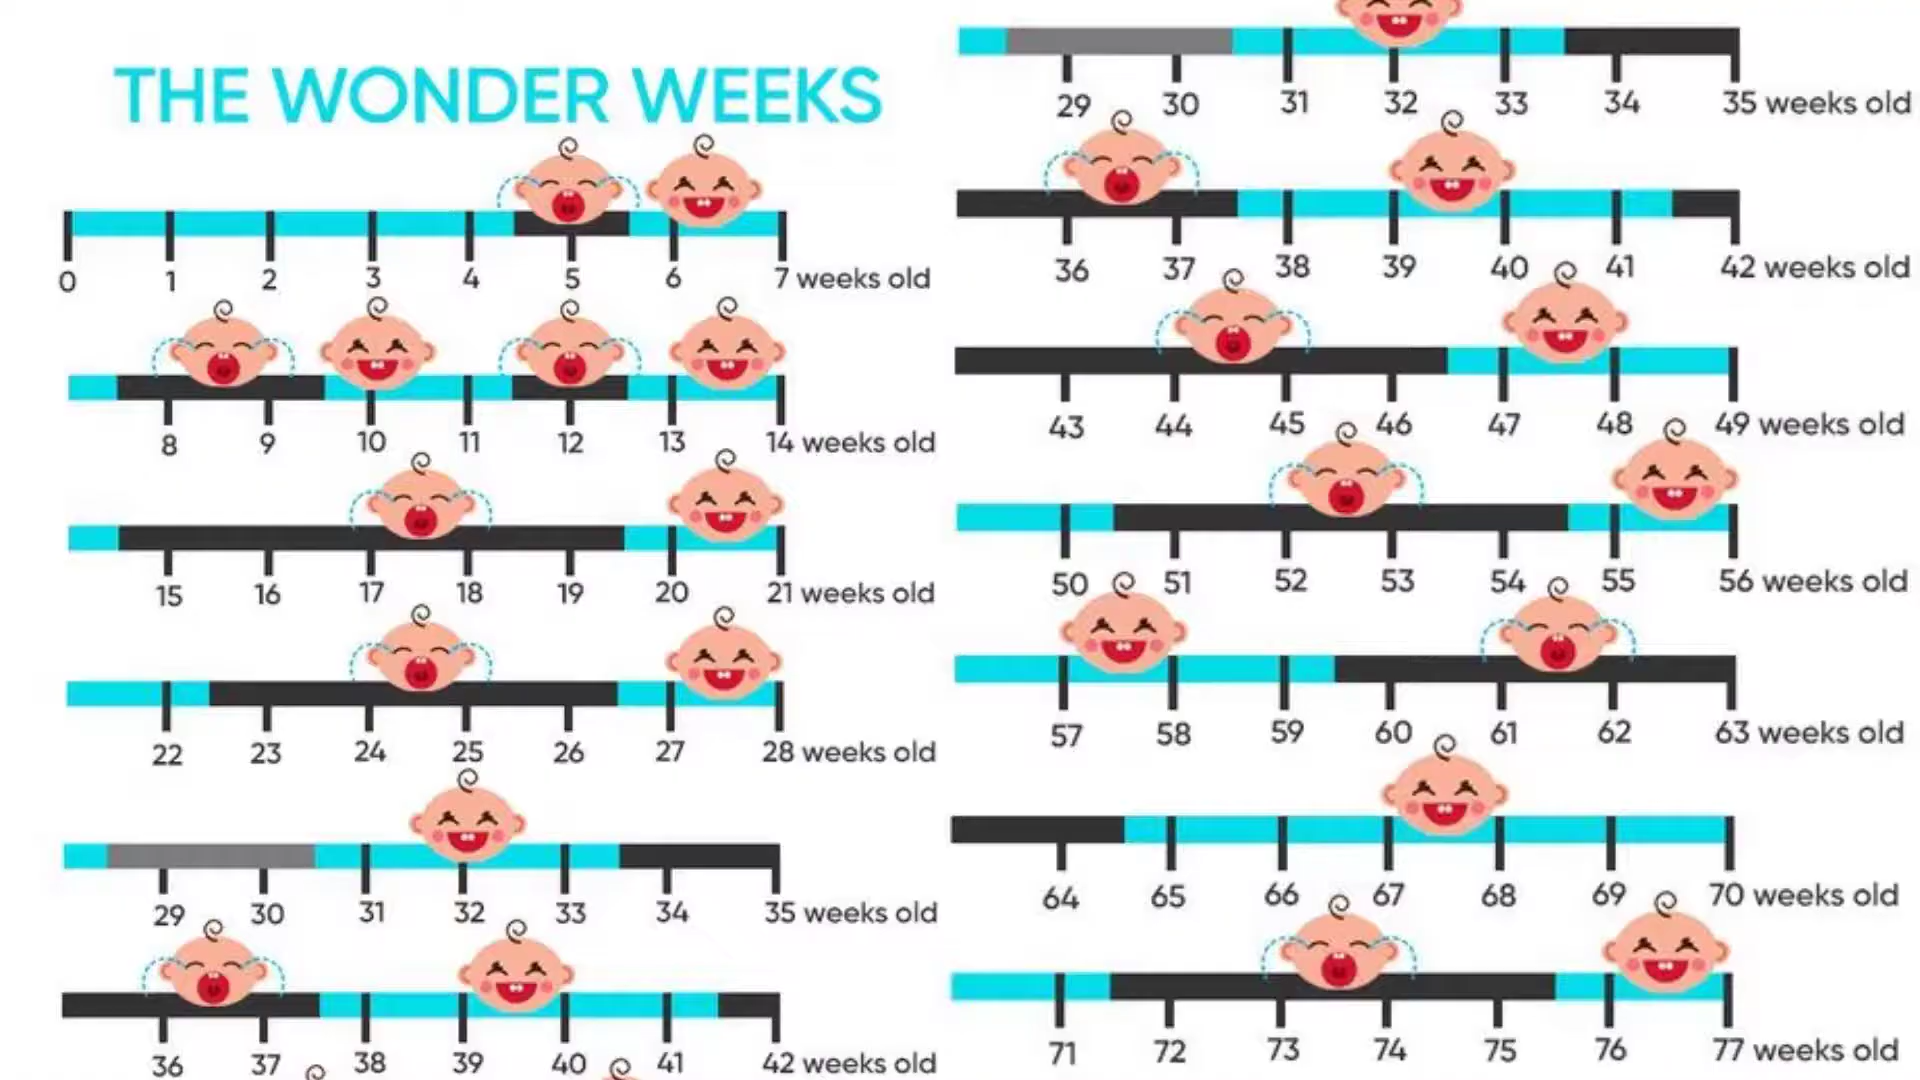 THE WONDER WEEKS
0 1 2 3 4 5 6 7 weeks old
8 9 10 11 12 13 14 weeks old
15 16 17 18 19 20 21 weeks old
22 23 24 25 26 27 28 weeks old
29 30 31 32 33 34 35 weeks old
36 37 38 39 40 41 42 weeks old
29 30 31 32 33 34 35 weeks old
36 37 38 39 40 41 42 weeks old
43 44 45 46 47 48 49 weeks old
50 51 52 53 54 55 56 weeks old
57 58 59 60 61 62 63 weeks old
64 65 66 67 68 69 70 weeks old
71 72 73 74 75 76 77 weeks old